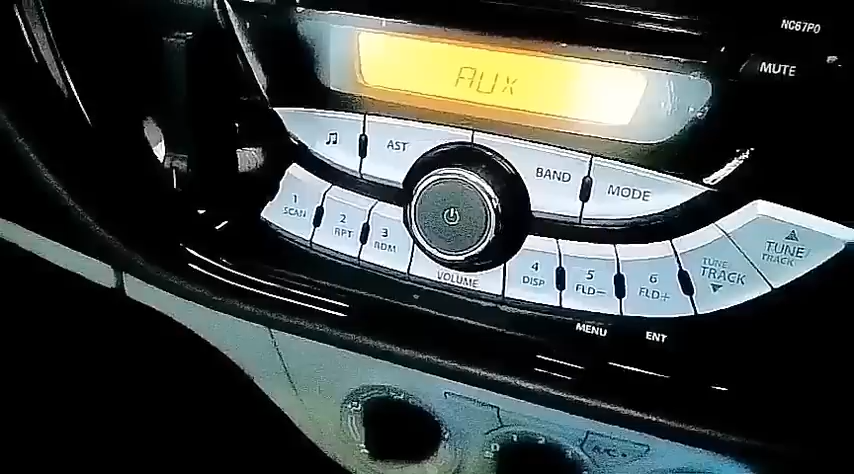 NC67P0
MUTE
AUX
AST
BAND
MODE
1
SCAN
2
RPT
3
RDM
VOLUME
4
DISP
5
FLD−
6
FLD+
TUNE/
TRACK
TUNE/
TRACK
MENU
ENT
A/C